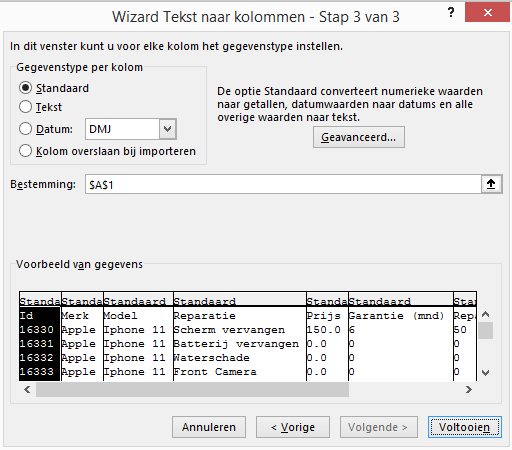 Wizard Tekst naar kolommen - Stap 3 van 3 ?
In dit venster kunt u voor elke kolom het gegevenstype instellen.
Gegevenstype per kolom
Standaard
Tekst
Datum: DMJ
Kolom overslaan bij importeren
De optie Standaard converteert numerieke waarden
naar getallen, datumwaarden naar datums en alle
overige waarden naar tekst.
Geavanceerd...
Bestemming: $A$1
Voorbeeld van gegevens
Standa Standa Standaard Standaard Standa Standaard Stan
Id Merk Model Reparatie Prijs Garantie (mnd) Repa
16330 Apple Iphone 11 Scherm vervangen 150.0 6 50
16331 Apple Iphone 11 Batterij vervangen 0.0 0 0
16332 Apple Iphone 11 Waterschade 0.0 0 0
16333 Apple Iphone 11 Front Camera 0.0 0 0
Annuleren < Vorige Volgende > Voltooien